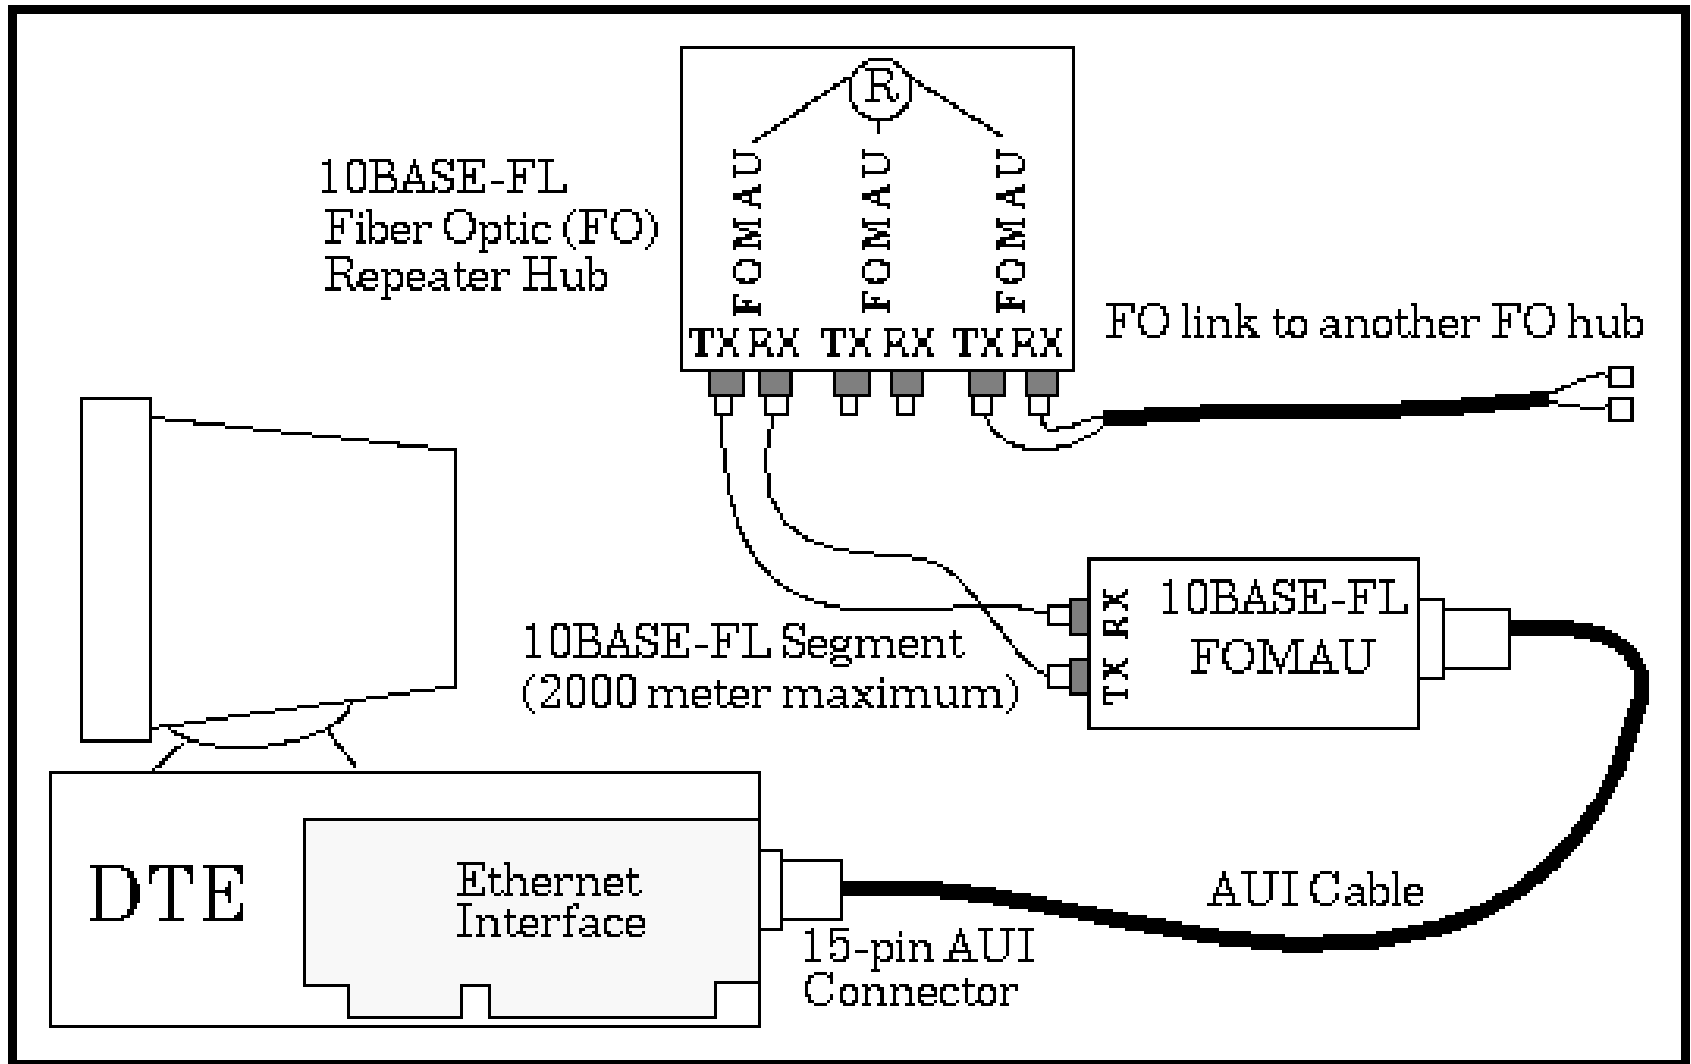 R
FOMAU
FOMAU
FOMAU
TX RX TX RX TX RX
10BASE-FL
Fiber Optic (FO)
Repeater Hub
FO link to another FO hub
10BASE-FL Segment
(2000 meter maximum)
TX RX
10BASE-FL
FOMAU
DTE
Ethernet
Interface
15-pin AUI
Connector
AUI Cable